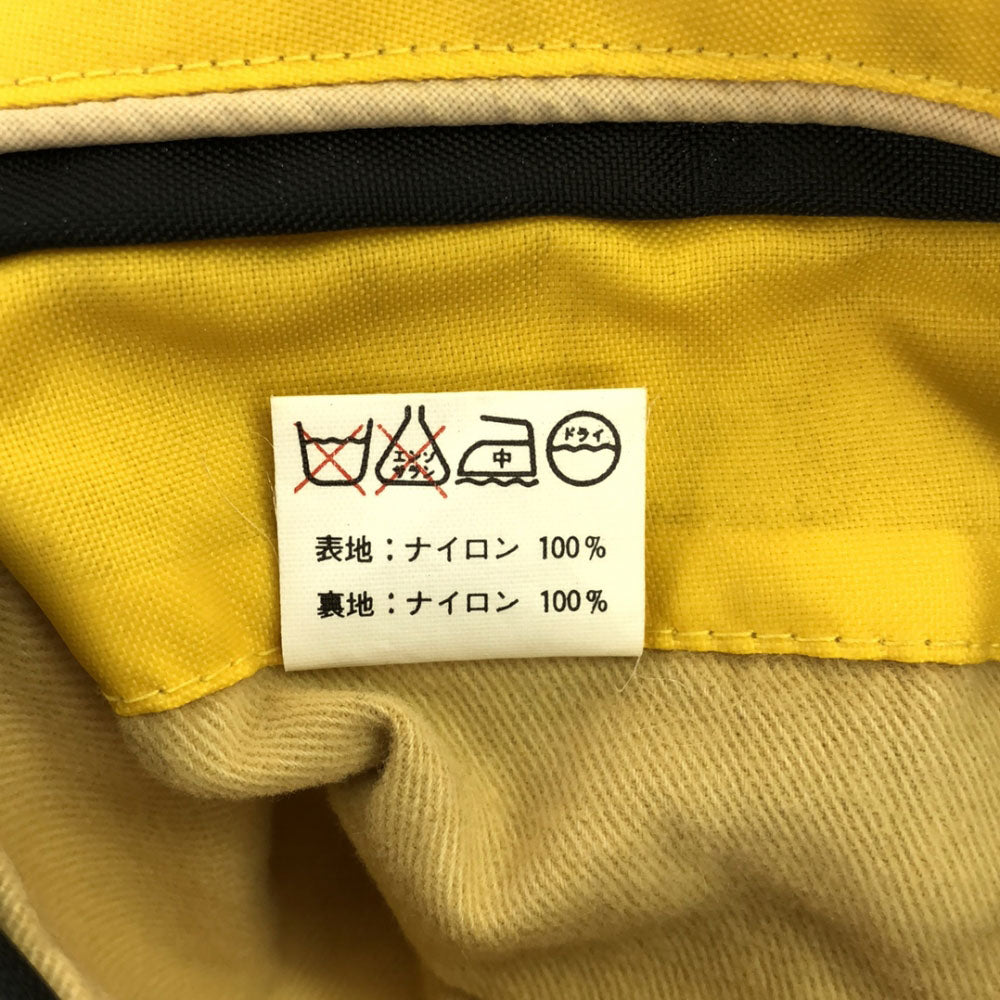 エンソ
サラシ
中
ドライ
表地：ナイロン 100%
裏地：ナイロン 100%